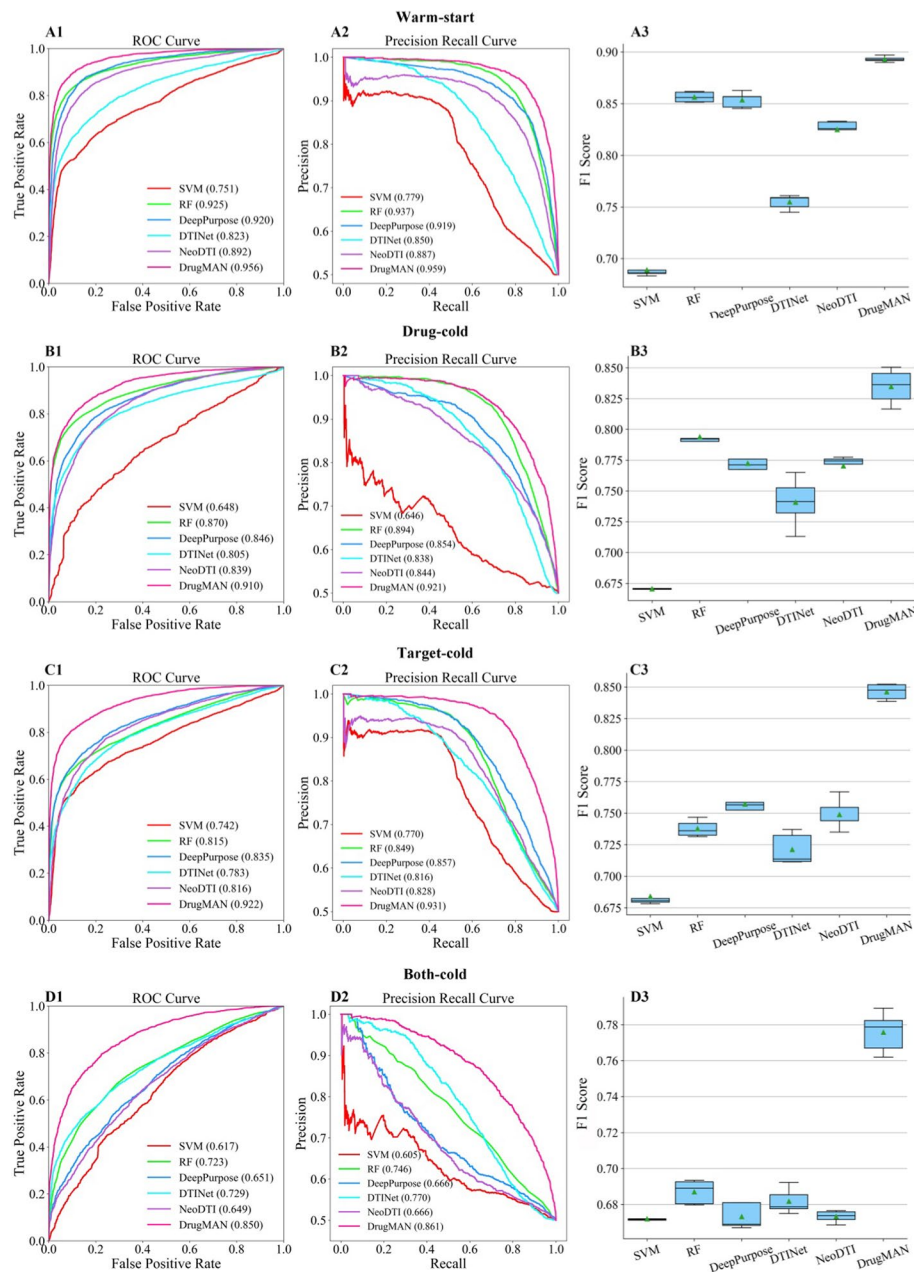 Warm-start
A1
ROC Curve
True Positive Rate
1.0
0.8
0.6
0.4
0.2
0.0
SVM (0.751)
RF (0.925)
DeepPurpose (0.920)
DTINet (0.823)
NeoDTI (0.892)
DrugMAN (0.956)
0.0 0.2 0.4 0.6 0.8 1.0
False Positive Rate
A2
Precision Recall Curve
Precision
1.0
0.9
0.8
0.7
0.6
0.5
SVM (0.779)
RF (0.937)
DeepPurpose (0.919)
DTINet (0.850)
NeoDTI (0.887)
DrugMAN (0.959)
0.0 0.2 0.4 0.6 0.8 1.0
Recall
A3
F1 Score
0.90
0.85
0.80
0.75
0.70
SVM RF DeepPurpose DTINet NeoDTI DrugMAN
Drug-cold
B1
ROC Curve
True Positive Rate
1.0
0.8
0.6
0.4
0.2
0.0
SVM (0.648)
RF (0.870)
DeepPurpose (0.846)
DTINet (0.805)
NeoDTI (0.839)
DrugMAN (0.910)
0.0 0.2 0.4 0.6 0.8 1.0
False Positive Rate
B2
Precision Recall Curve
Precision
1.0
0.9
0.8
0.7
0.6
0.5
SVM (0.646)
RF (0.894)
DeepPurpose (0.854)
DTINet (0.838)
NeoDTI (0.844)
DrugMAN (0.921)
0.0 0.2 0.4 0.6 0.8 1.0
Recall
B3
F1 Score
0.850
0.825
0.800
0.775
0.750
0.725
0.700
0.675
SVM RF DeepPurpose DTINet NeoDTI DrugMAN
Target-cold
C1
ROC Curve
True Positive Rate
1.0
0.8
0.6
0.4
0.2
0.0
SVM (0.742)
RF (0.815)
DeepPurpose (0.835)
DTINet (0.783)
NeoDTI (0.816)
DrugMAN (0.922)
0.0 0.2 0.4 0.6 0.8 1.0
False Positive Rate
C2
Precision Recall Curve
Precision
1.0
0.9
0.8
0.7
0.6
0.5
SVM (0.770)
RF (0.849)
DeepPurpose (0.857)
DTINet (0.816)
NeoDTI (0.828)
DrugMAN (0.931)
0.0 0.2 0.4 0.6 0.8 1.0
Recall
C3
F1 Score
0.850
0.825
0.800
0.775
0.750
0.725
0.700
0.675
SVM RF DeepPurpose DTINet NeoDTI DrugMAN
Both-cold
D1
ROC Curve
True Positive Rate
1.0
0.8
0.6
0.4
0.2
0.0
SVM (0.617)
RF (0.723)
DeepPurpose (0.651)
DTINet (0.729)
NeoDTI (0.649)
DrugMAN (0.850)
0.0 0.2 0.4 0.6 0.8 1.0
False Positive Rate
D2
Precision Recall Curve
Precision
1.0
0.9
0.8
0.7
0.6
0.5
SVM (0.605)
RF (0.746)
DeepPurpose (0.666)
DTINet (0.770)
NeoDTI (0.666)
DrugMAN (0.861)
0.0 0.2 0.4 0.6 0.8 1.0
Recall
D3
F1 Score
0.78
0.76
0.74
0.72
0.70
0.68
SVM RF DeepPurpose DTINet NeoDTI DrugMAN